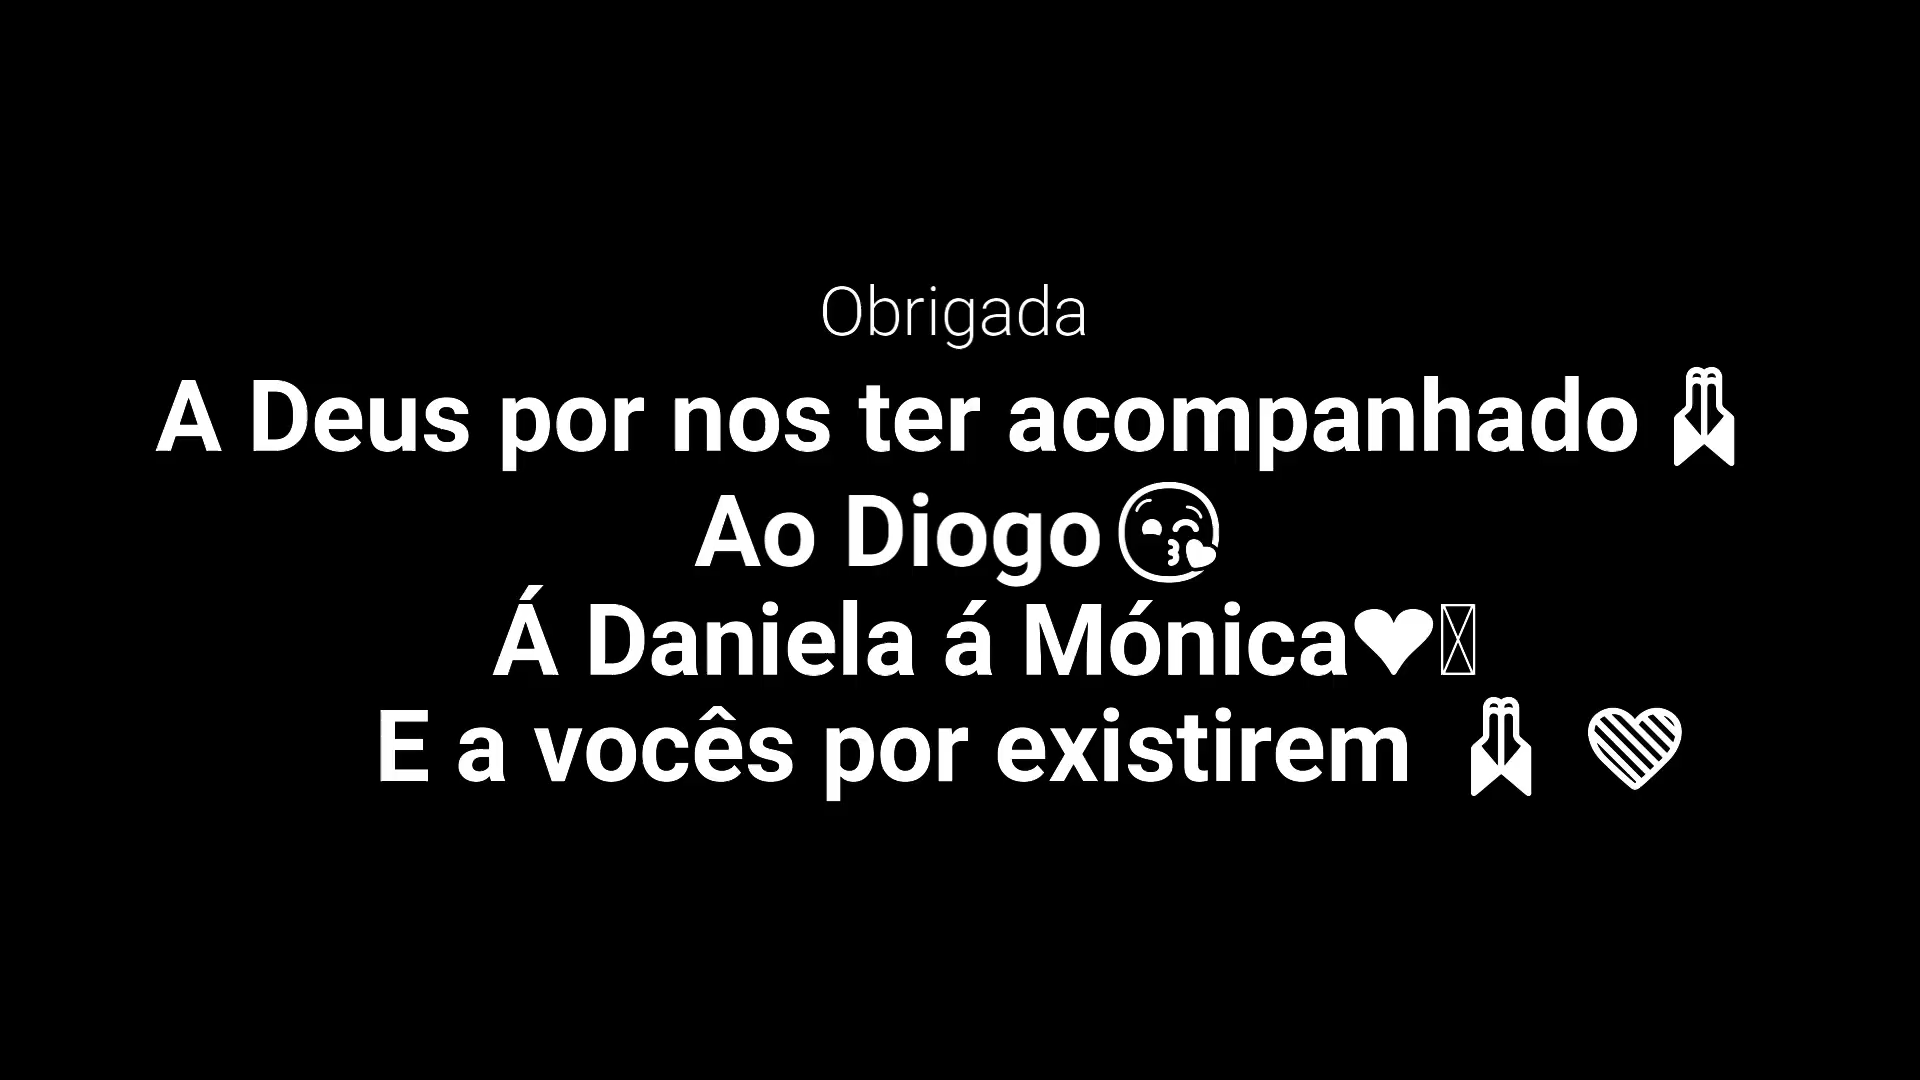 Obrigada
A Deus por nos ter acompanhado 🙏
Ao Diogo😘
Á Daniela á Mónica❤️
E a vocês por existirem 🙏 💚